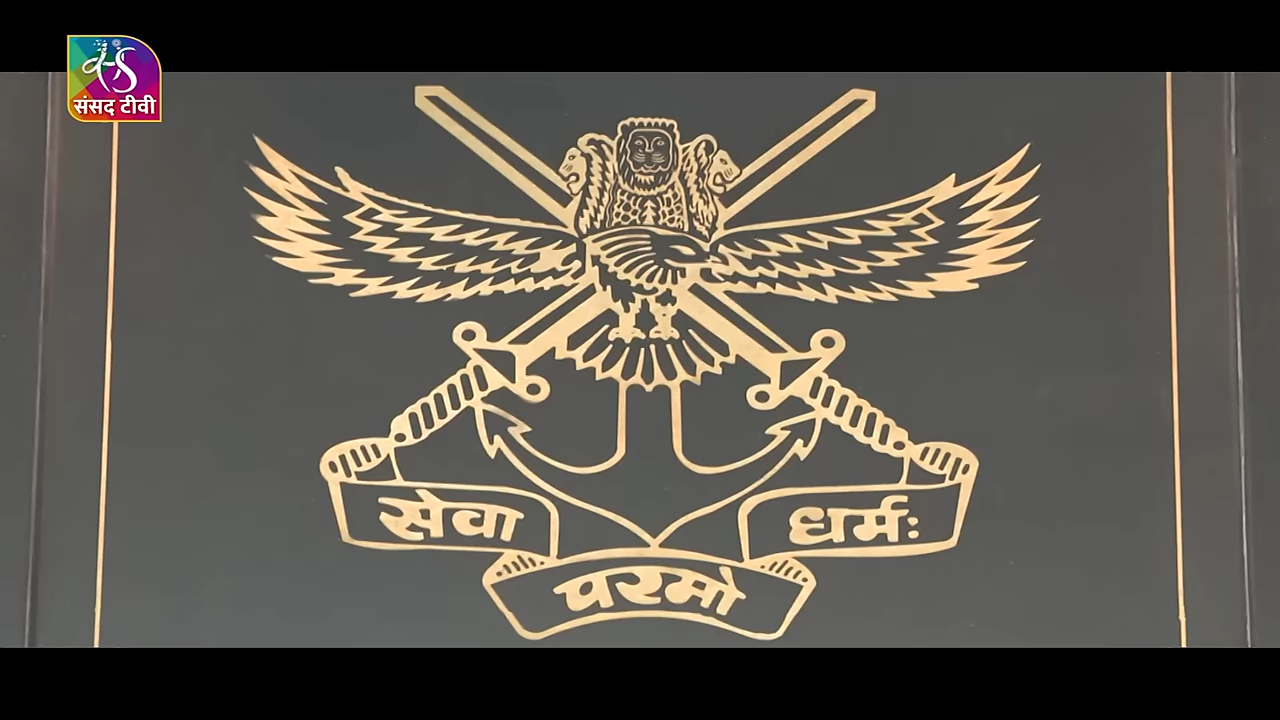 संसद टीवी
सेवा
परमो
धर्मः